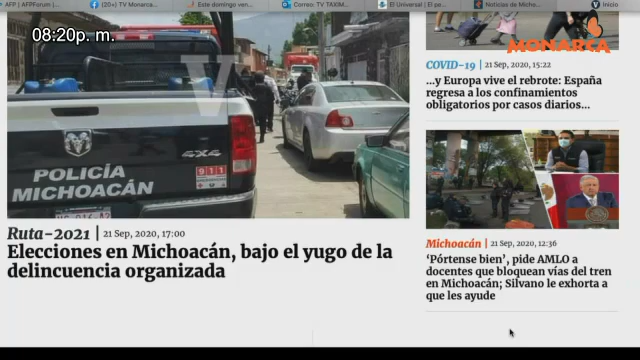 AFP | AFPForum |
(20+) TV Monarca...
Este domingo ven...
Correo: TV TAXIM...
El Universal | El pe...
Noticias de Micho...
Inicio
08:20p. m.
MONARCA
V
POLICÍA
MICHOACÁN
4X4
911
COVID-19 | 21 Sep, 2020, 15:22
...y Europa vive el rebrote: España
regresa a los confinamientos
obligatorios por casos diarios...
Ruta-2021 | 21 Sep, 2020, 17:00
Elecciones en Michoacán, bajo el yugo de la
delincuencia organizada
Michoacán | 21 Sep, 2020, 12:36
‘Pórtense bien’, pide AMLO a
docentes que bloquean vías del tren
en Michoacán; Silvano le exhorta a
que les ayude